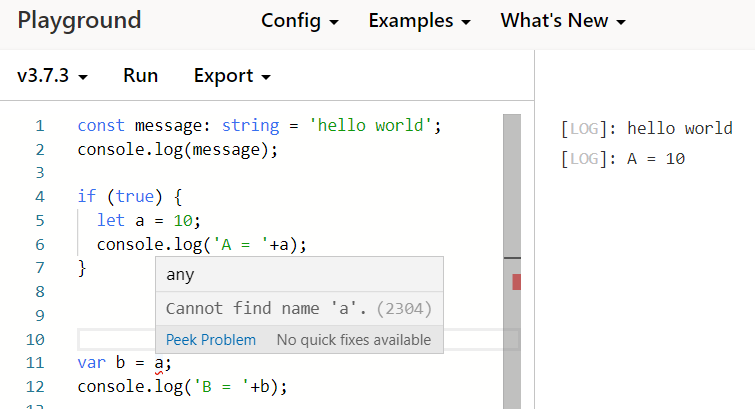 Playground Config Examples What's New
v3.7.3 Run Export
1 const message: string = 'hello world';
2 console.log(message);
3
4 if (true) {
5 let a = 10;
6 console.log('A = '+a);
7 }
8
9
10
11 var b = a;
12 console.log('B = '+b);
any
Cannot find name 'a'. (2304)
Peek Problem No quick fixes available
[LOG]: hello world
[LOG]: A = 10